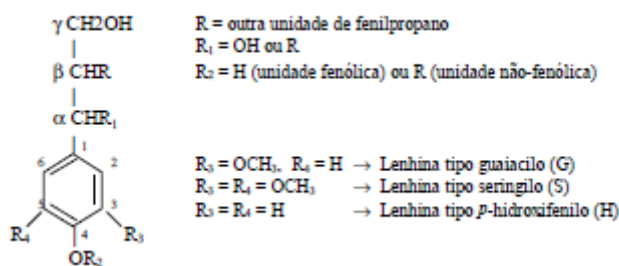 γ CH2OH R = outra unidade de fenilpropano
R₁ = OH ou R
β CHR R₂ = H (unidade fenólica) ou R (unidade não-fenólica)
α CHR₁
1
6 2
R₃ = OCH₃, R₄ = H → Lenhina tipo guaiacilo (G)
R₃ = R₄ = OCH₃ → Lenhina tipo seringilo (S)
5 3
R₃ = R₄ = H → Lenhina tipo p-hidroxifenilo (H)
R₄ 4 R₃
OR₂